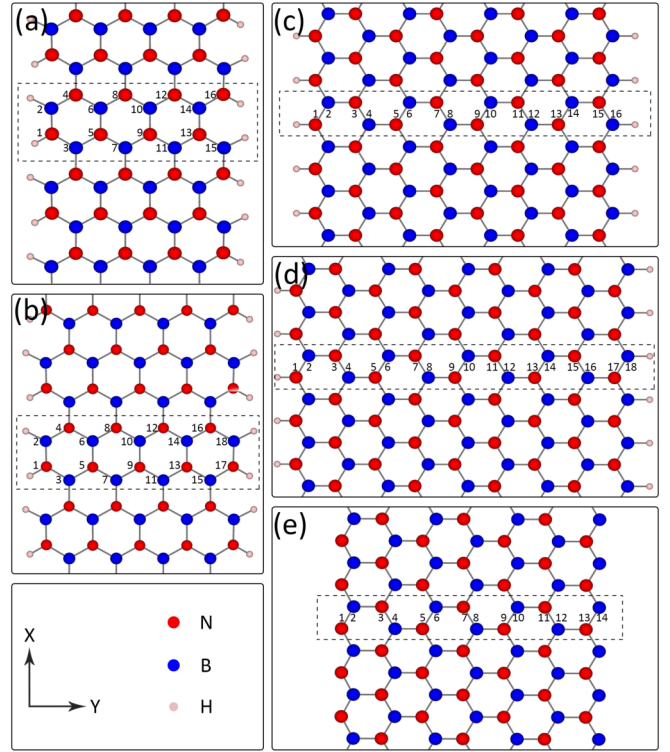 (a)
4 8 12 16
2 6 10 14
1 5 9 13
3 7 11 15
(b)
4 8 12 16
2 6 10 14 18
1 5 9 13 17
3 7 11 15
X
Y
N
B
H
(c)
1 2 3 4 5 6 7 8 9 10 11 12 13 14 15 16
(d)
1 2 3 4 5 6 7 8 9 10 11 12 13 14 15 16 17 18
(e)
1 2 3 4 5 6 7 8 9 10 11 12 13 14